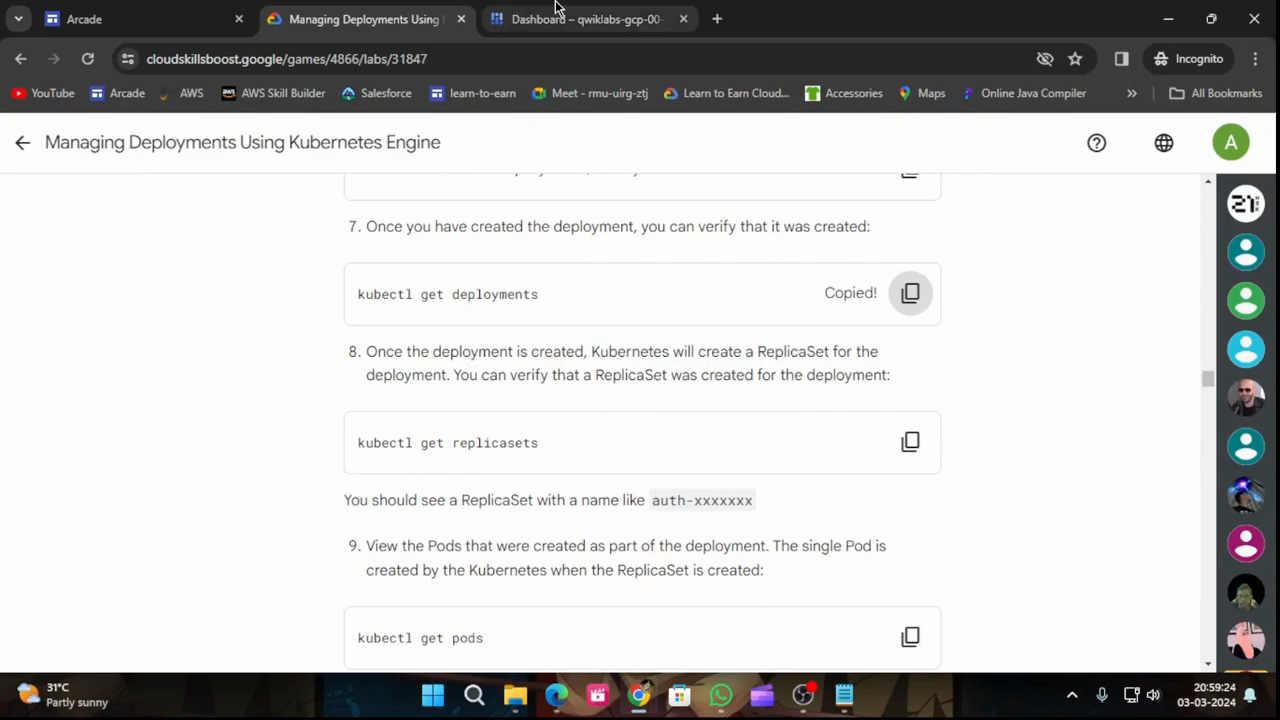 Arcade
Managing Deployments Using
Dashboard – qwiklabs-gcp-00-
cloudskillsboost.google/games/4866/labs/31847
Incognito
YouTube
Arcade
AWS
AWS Skill Builder
Salesforce
learn-to-earn
Meet - rmu-uirg-ztj
Learn to Earn Cloud...
Accessories
Maps
Online Java Compiler
»
All Bookmarks
Managing Deployments Using Kubernetes Engine
A
7. Once you have created the deployment, you can verify that it was created:
kubectl get deployments
Copied!
8. Once the deployment is created, Kubernetes will create a ReplicaSet for the
deployment. You can verify that a ReplicaSet was created for the deployment:
kubectl get replicasets
You should see a ReplicaSet with a name like auth-xxxxxxx
9. View the Pods that were created as part of the deployment. The single Pod is
created by the Kubernetes when the ReplicaSet is created:
kubectl get pods
31°C
Partly sunny
20:59:24
03-03-2024